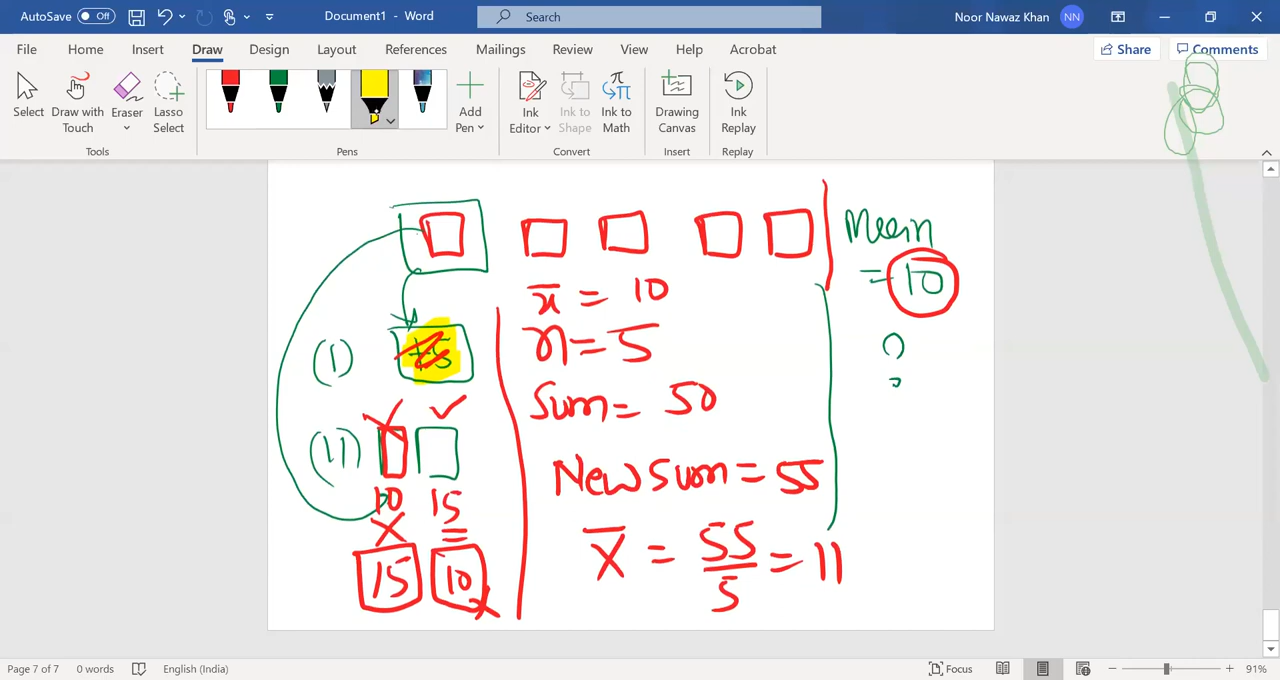 AutoSave Off Document1 - Word Search Noor Nawaz Khan NN
File Home Insert Draw Design Layout References Mailings Review View Help Acrobat Share Comments
Select Draw with Touch Eraser Lasso Select Add Pen Ink Editor Ink to Shape Ink to Math Drawing Canvas Ink Replay
Tools Pens Convert Insert Replay
Mean
= 10
x̄ = 10
(I) +5 n = 5
Sum = 50
(II)
10 15 New Sum = 55
15 10 X̄ = 55/5 = 11
Page 7 of 7 0 words English (India) Focus 91%